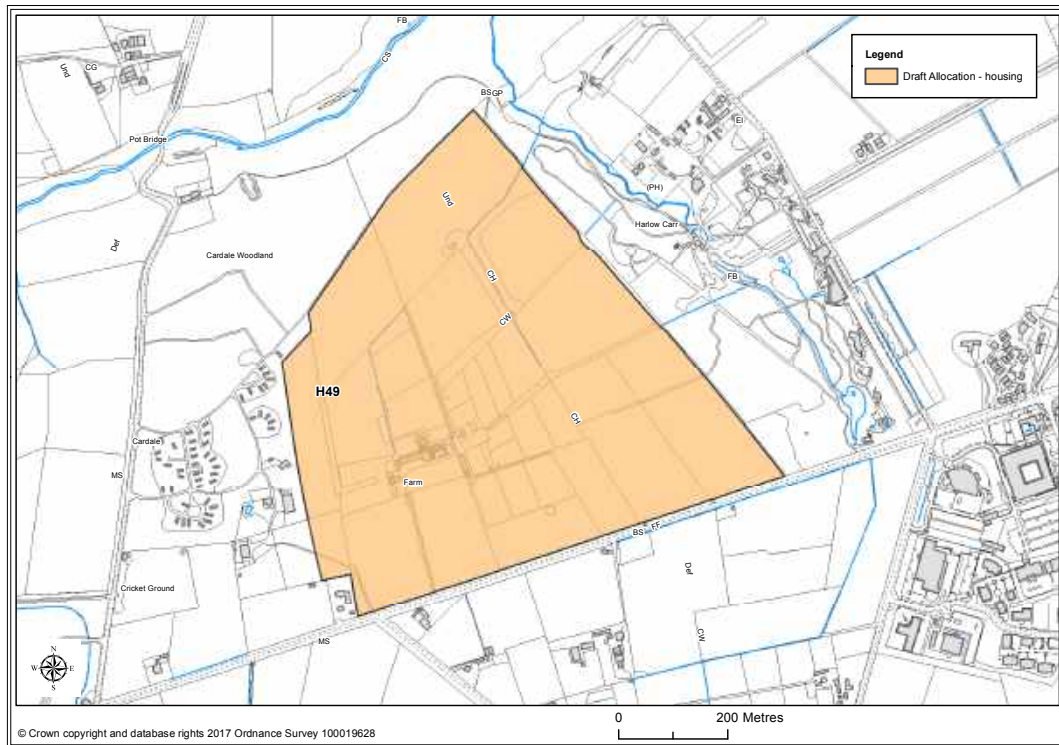 FB
CS
Und
CG
Legend
Draft Allocation - housing
BS
GP
EI
Pot Bridge
(PH)
Und
Harlow Carr
Def
Cardale Woodland
CH
FB
CW
H49
CH
Cardale
MS
Farm
BS
FF
Def
Cricket Ground
MS
CW
N
W
E
S
0
200 Metres
© Crown copyright and database rights 2017 Ordnance Survey 100019628